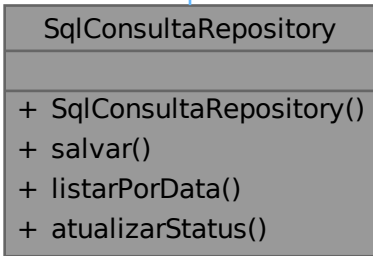 SqlConsultaRepository
+ SqlConsultaRepository()
+ salvar()
+ listarPorData()
+ atualizarStatus()